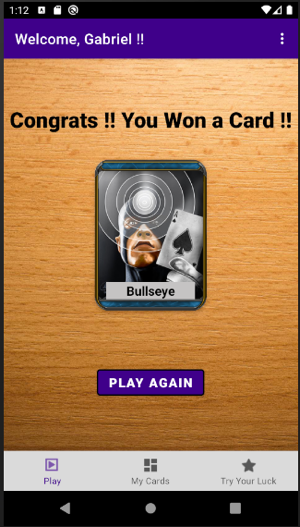 1:12
Welcome, Gabriel !!
Congrats !! You Won a Card !!
Bullseye
PLAY AGAIN
Play
My Cards
Try Your Luck